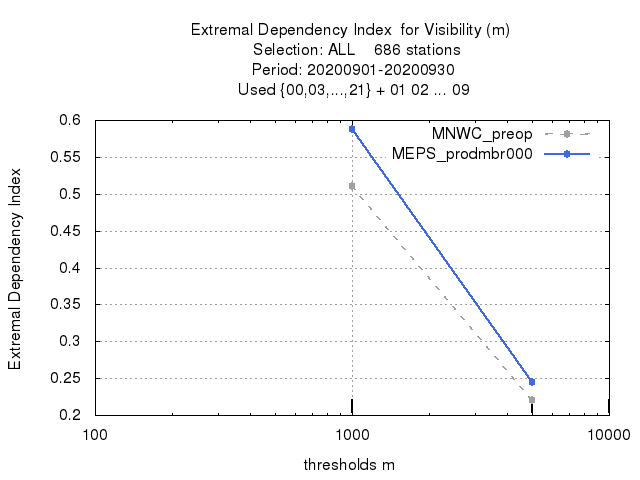 Extremal Dependency Index  for Visibility (m)
Selection: ALL    686 stations
Period: 20200901-20200930
Used {00,03,...,21} + 01 02 ... 09
MNWC_preop
MEPS_prodmbr000
Extremal Dependency Index
0.6
0.55
0.5
0.45
0.4
0.35
0.3
0.25
0.2
100
1000
10000
thresholds m